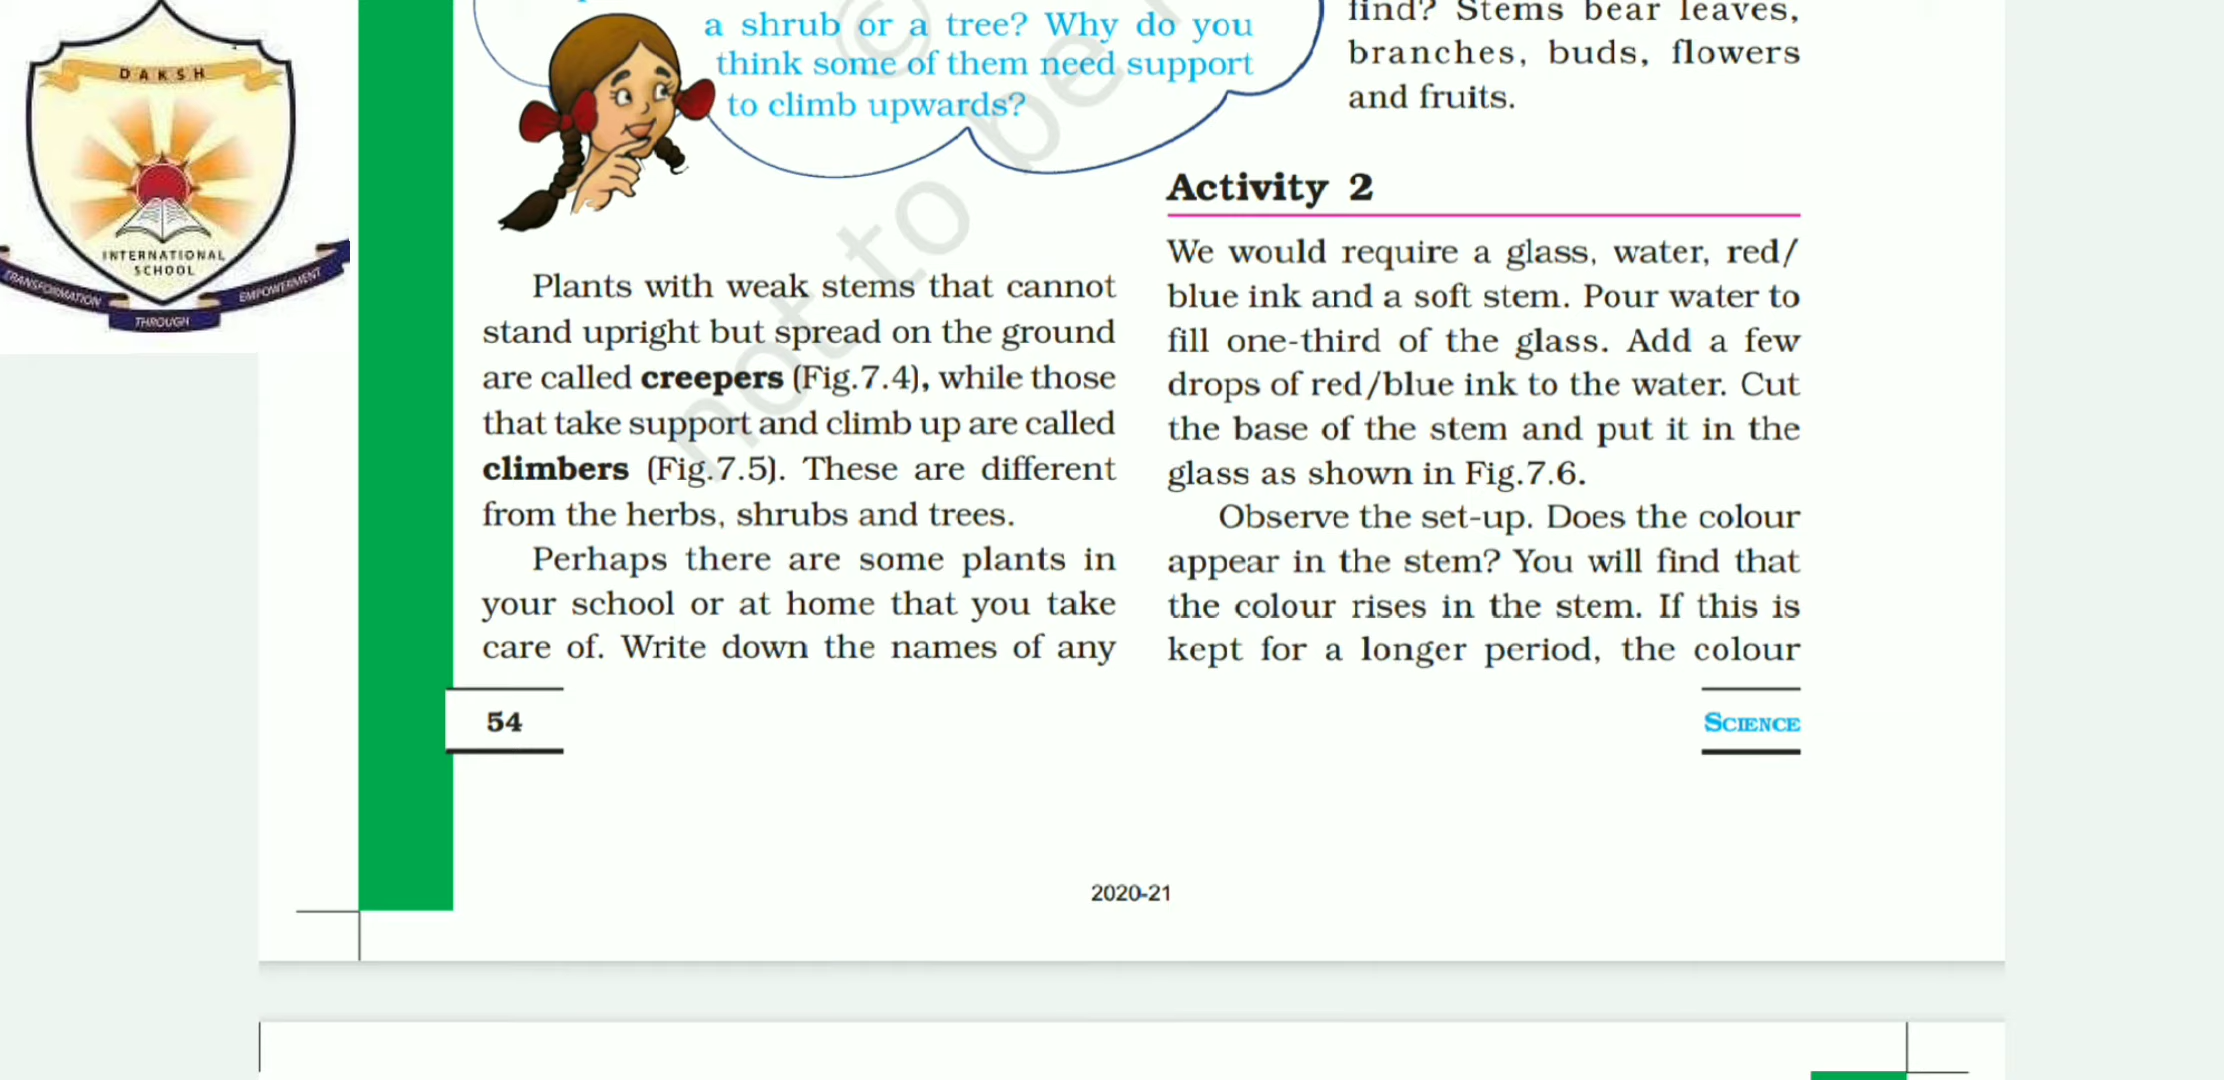 DAKSH
INTERNATIONAL
SCHOOL
TRANSFORMATION
THROUGH
EMPOWERMENT
a shrub or a tree? Why do you
think some of them need support
to climb upwards?
Plants with weak stems that cannot
stand upright but spread on the ground
are called creepers (Fig.7.4), while those
that take support and climb up are called
climbers (Fig.7.5). These are different
from the herbs, shrubs and trees.
Perhaps there are some plants in
your school or at home that you take
care of. Write down the names of any
find? Stems bear leaves,
branches, buds, flowers
and fruits.
Activity 2
We would require a glass, water, red/
blue ink and a soft stem. Pour water to
fill one-third of the glass. Add a few
drops of red/blue ink to the water. Cut
the base of the stem and put it in the
glass as shown in Fig.7.6.
Observe the set-up. Does the colour
appear in the stem? You will find that
the colour rises in the stem. If this is
kept for a longer period, the colour
54
SCIENCE
2020-21
© not to be